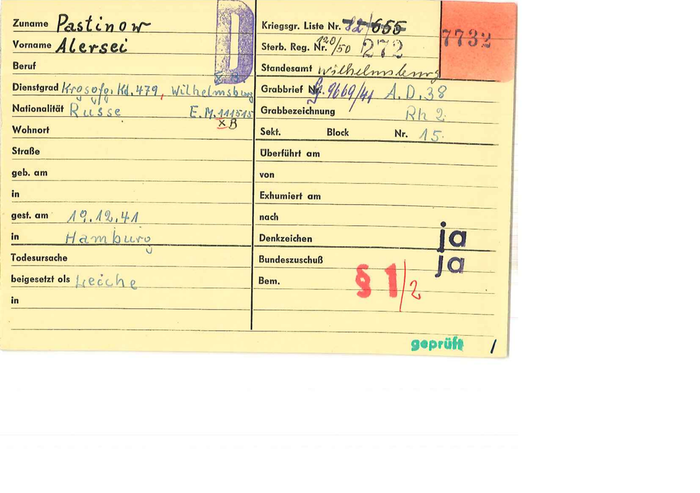 Zuname Pastinow
Vorname Alersei
Beruf
Dienstgrad Krgsgfg. Kd. 479, Wilhelmsburg
Nationalität Russe E.M. 111515
x B
Wohnort
Straße
geb. am
in
gest. am 19.12.41
in Hamburg
Todesursache
beigesetzt als Leiche
in
D
Kriegsgr. Liste Nr. 655
Sterb. Reg. Nr. 120/50 272
Standesamt Wilhelmsburg
Grabbrief Nr. 9669/41 A.D. 38
Grabbezeichnung Rh 2
Sekt. Block Nr. 15.
Überführt am
von
Exhumiert am
nach
Denkzeichen ja
Bundeszuschuß ja
Bem. § 1/2
7732
geprüft /